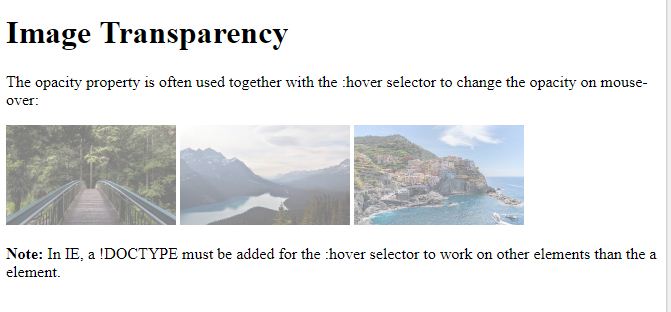 Image Transparency
The opacity property is often used together with the :hover selector to change the opacity on mouse-
over:
Note: In IE, a !DOCTYPE must be added for the :hover selector to work on other elements than the a
element.